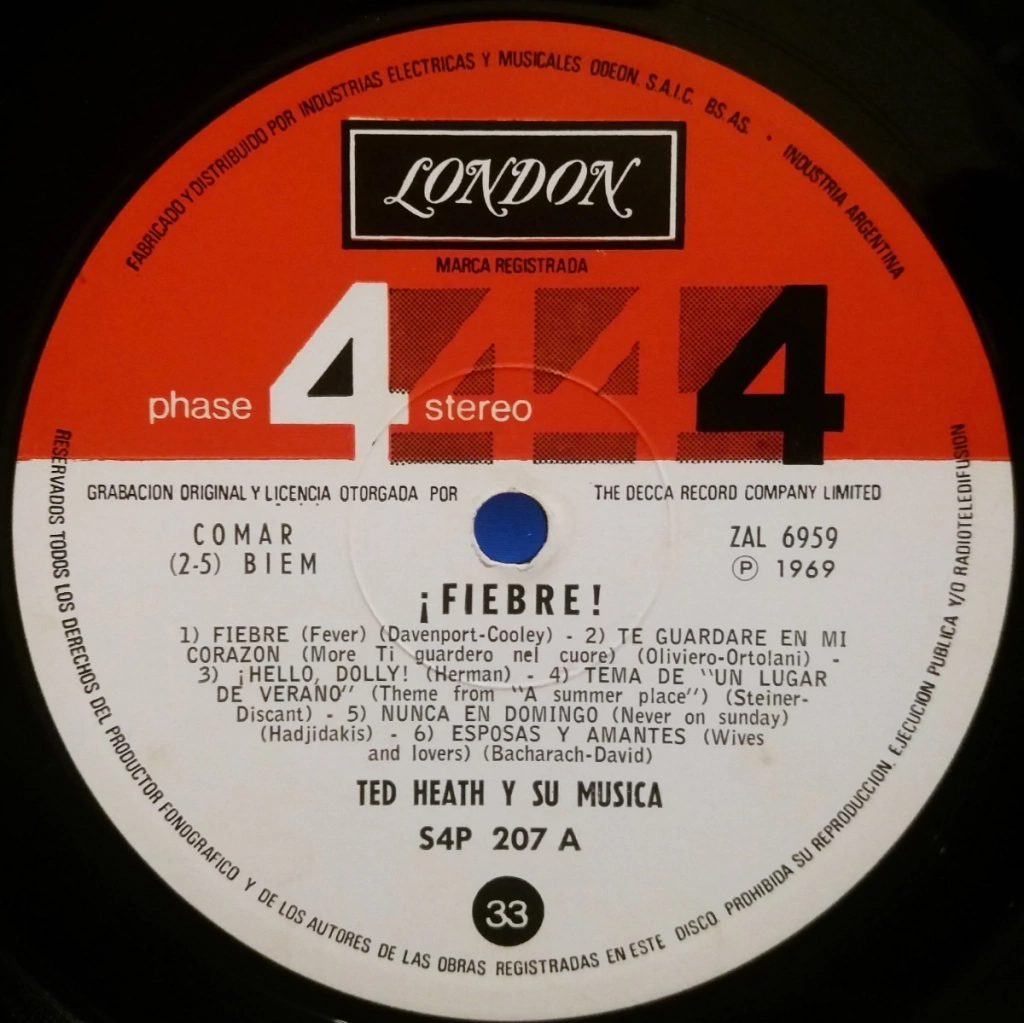 FABRICADO Y DISTRIBUIDO POR INDUSTRIAS ELECTRICAS Y MUSICALES ODEON. S.A.I.C. BS. AS. • INDUSTRIA ARGENTINA
LONDON
MARCA REGISTRADA
phase 4 stereo 4 4 4 4
GRABACION ORIGINAL Y LICENCIA OTORGADA POR THE DECCA RECORD COMPANY LIMITED
COMAR
(2-5) BIEM
ZAL 6959
Ⓟ 1969
¡FIEBRE!
1) FIEBRE (Fever) (Davenport-Cooley) - 2) TE GUARDARE EN MI
CORAZON (More Ti guardero nel cuore) (Oliviero-Ortolani) -
3) ¡HELLO, DOLLY! (Herman) - 4) TEMA DE "UN LUGAR
DE VERANO" (Theme from "A summer place") (Steiner-
Discant) - 5) NUNCA EN DOMINGO (Never on sunday)
(Hadjidakis) - 6) ESPOSAS Y AMANTES (Wives
and lovers) (Bacharach-David)
TED HEATH Y SU MUSICA
S4P 207 A
33
RESERVADOS TODOS LOS DERECHOS DEL PRODUCTOR FONOGRAFICO Y DE LOS AUTORES DE LAS OBRAS REGISTRADAS EN ESTE DISCO. PROHIBIDA SU REPRODUCCION. EJECUCION PUBLICA Y/O RADIOTELEDIFUSION